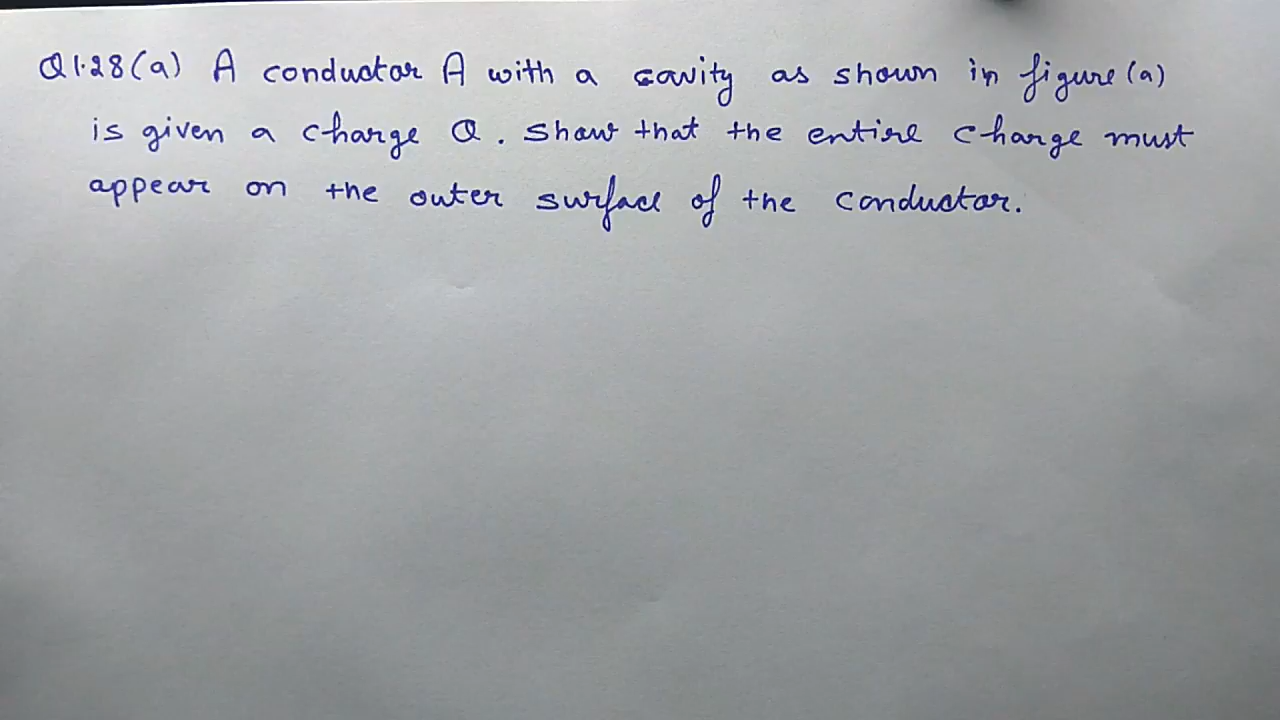 Q1.28(a) A conductor A with a cavity as shown in figure(a)
is given a charge Q. Show that the entire charge must
appear on the outer surface of the conductor.